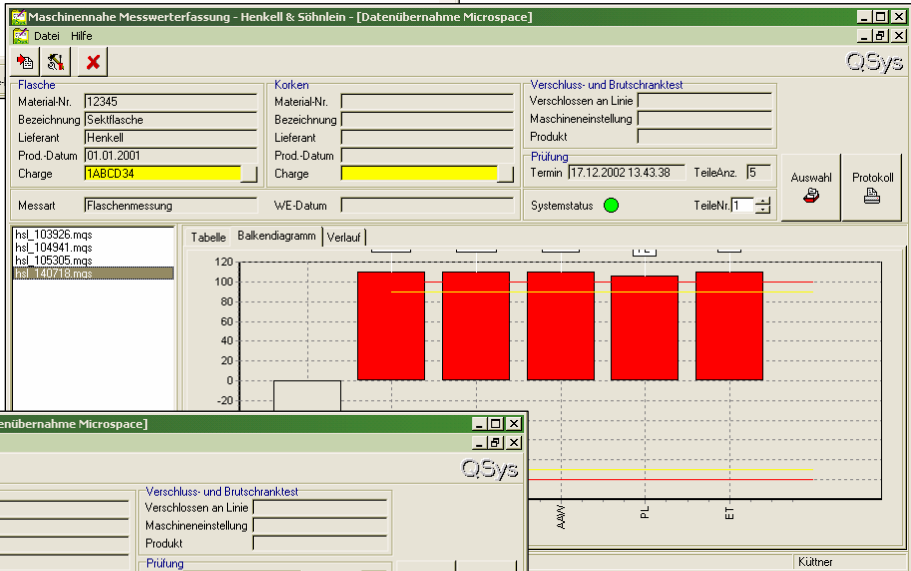 Maschinennahe Messwerterfassung - Henkell & Söhnlein - [Datenübernahme Microspace]
Datei Hilfe
QSys
Flasche
Material-Nr. 12345
Bezeichnung Sektflasche
Lieferant Henkell
Prod.-Datum 01.01.2001
Charge 1ABCD34
Korken
Material-Nr.
Bezeichnung
Lieferant
Prod.-Datum
Charge
Verschluss- und Brutschranktest
Verschlossen an Linie
Maschineneinstellung
Produkt
Prüfung
Termin 17.12.2002 13.43.38 TeileAnz. 5
Auswahl
Protokoll
Messart Flaschenmessung
WE-Datum
Systemstatus
TeileNr. 1
hsl_103926.mqs
hsl_104941.mqs
hsl_105305.mqs
hsl_140718.mqs
Tabelle Balkendiagramm Verlauf
120
100
80
60
40
20
0
-20
AAW
PL
ET
enübernahme Microspace]
QSys
Verschluss- und Brutschranktest
Verschlossen an Linie
Maschineneinstellung
Produkt
Prüfung
Küttner